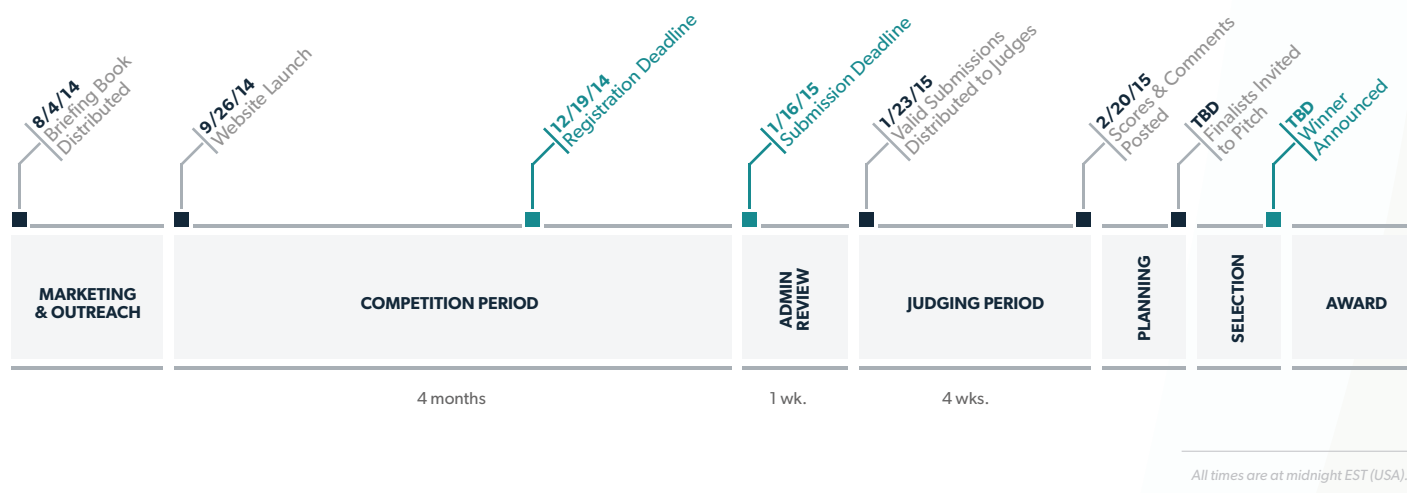 8/4/14
Briefing Book
Distributed
9/26/14
Website Launch
12/19/14
Registration Deadline
1/16/15
Submission Deadline
1/23/15
Valid Submissions
Distributed to Judges
2/20/15
Scores & Comments
Posted
TBD
Finalists Invited
to Pitch
TBD
Winner
Announced
MARKETING
& OUTREACH
COMPETITION PERIOD
ADMIN
REVIEW
JUDGING PERIOD
PLANNING
SELECTION
AWARD
4 months
1 wk.
4 wks.
All times are at midnight EST (USA).